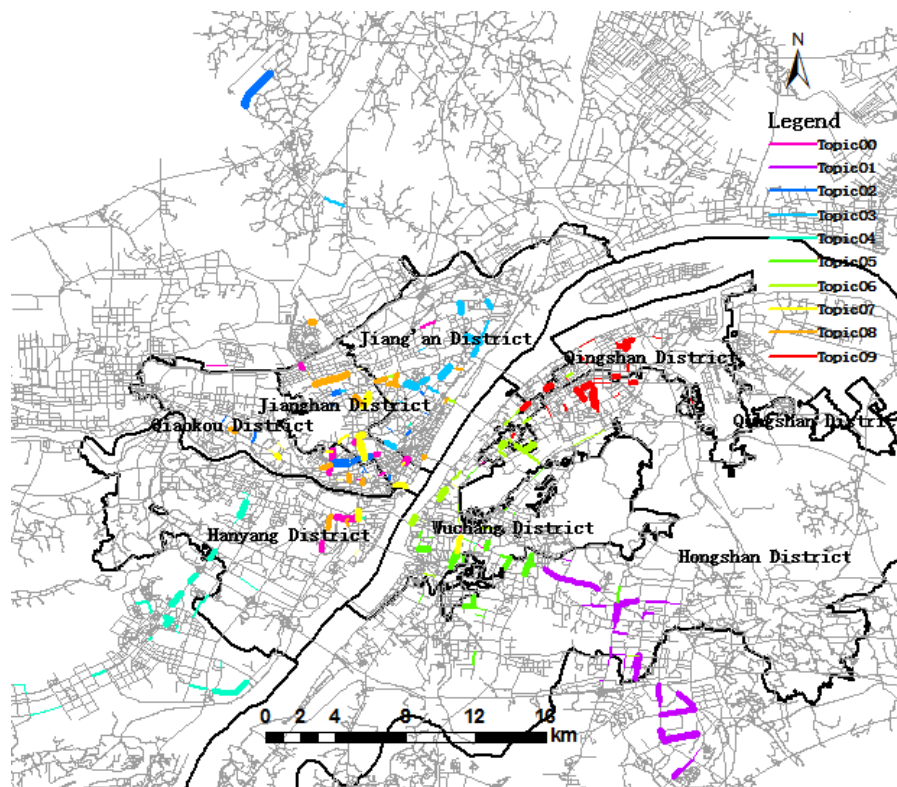 N
Legend
Topic00
Topic01
Topic02
Topic03
Topic04
Topic05
Topic06
Topic07
Topic08
Topic09
Jiang'an District
Qingshan District
Jianghan District
Qiaokou District
Qingshan Distri
Hanyang District
Wuchang District
Hongshan District
0 2 4 8 12 16
km